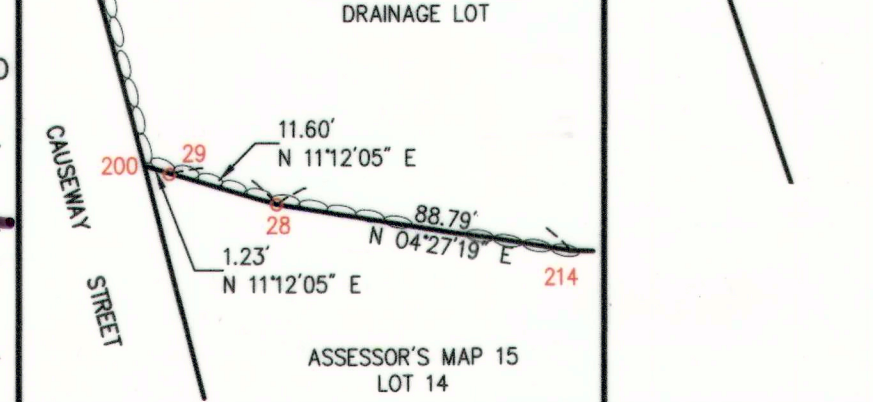 DRAINAGE LOT
11.60'
N 11°12'05" E
29
200
CAUSEWAY
STREET
28
88.79'
N 04°27'19" E
214
1.23'
N 11°12'05" E
ASSESSOR'S MAP 15
LOT 14